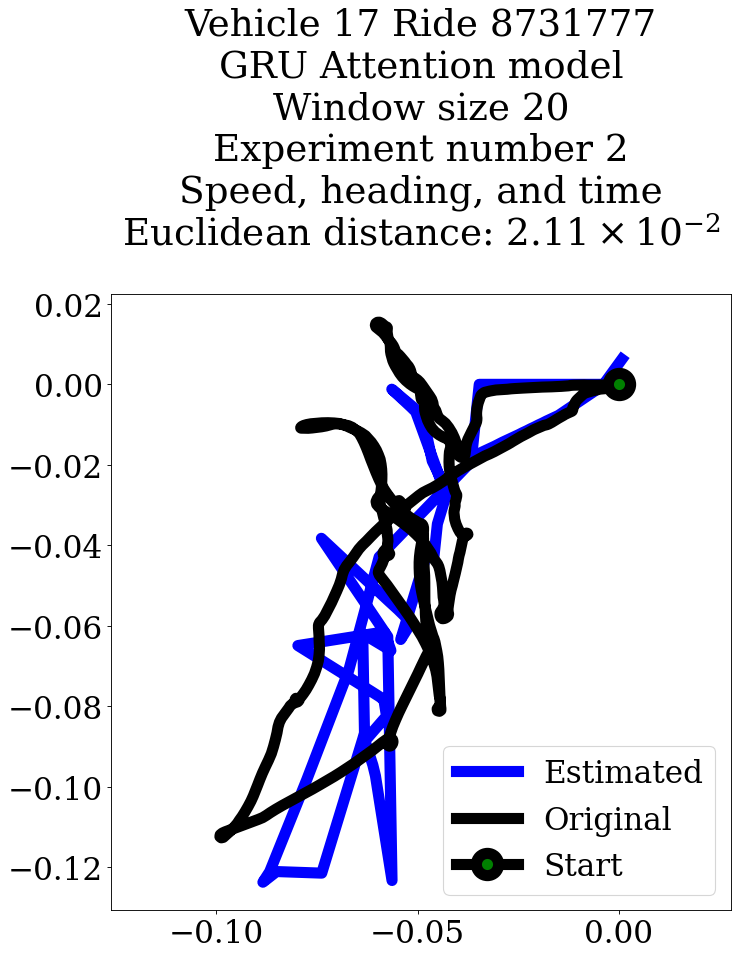 Vehicle 17 Ride 8731777
GRU Attention model
Window size 20
Experiment number 2
Speed, heading, and time
Euclidean distance: 2.11 × 10⁻²
0.02
0.00
−0.02
−0.04
−0.06
−0.08
−0.10
−0.12
Estimated
Original
Start
−0.10
−0.05
0.00